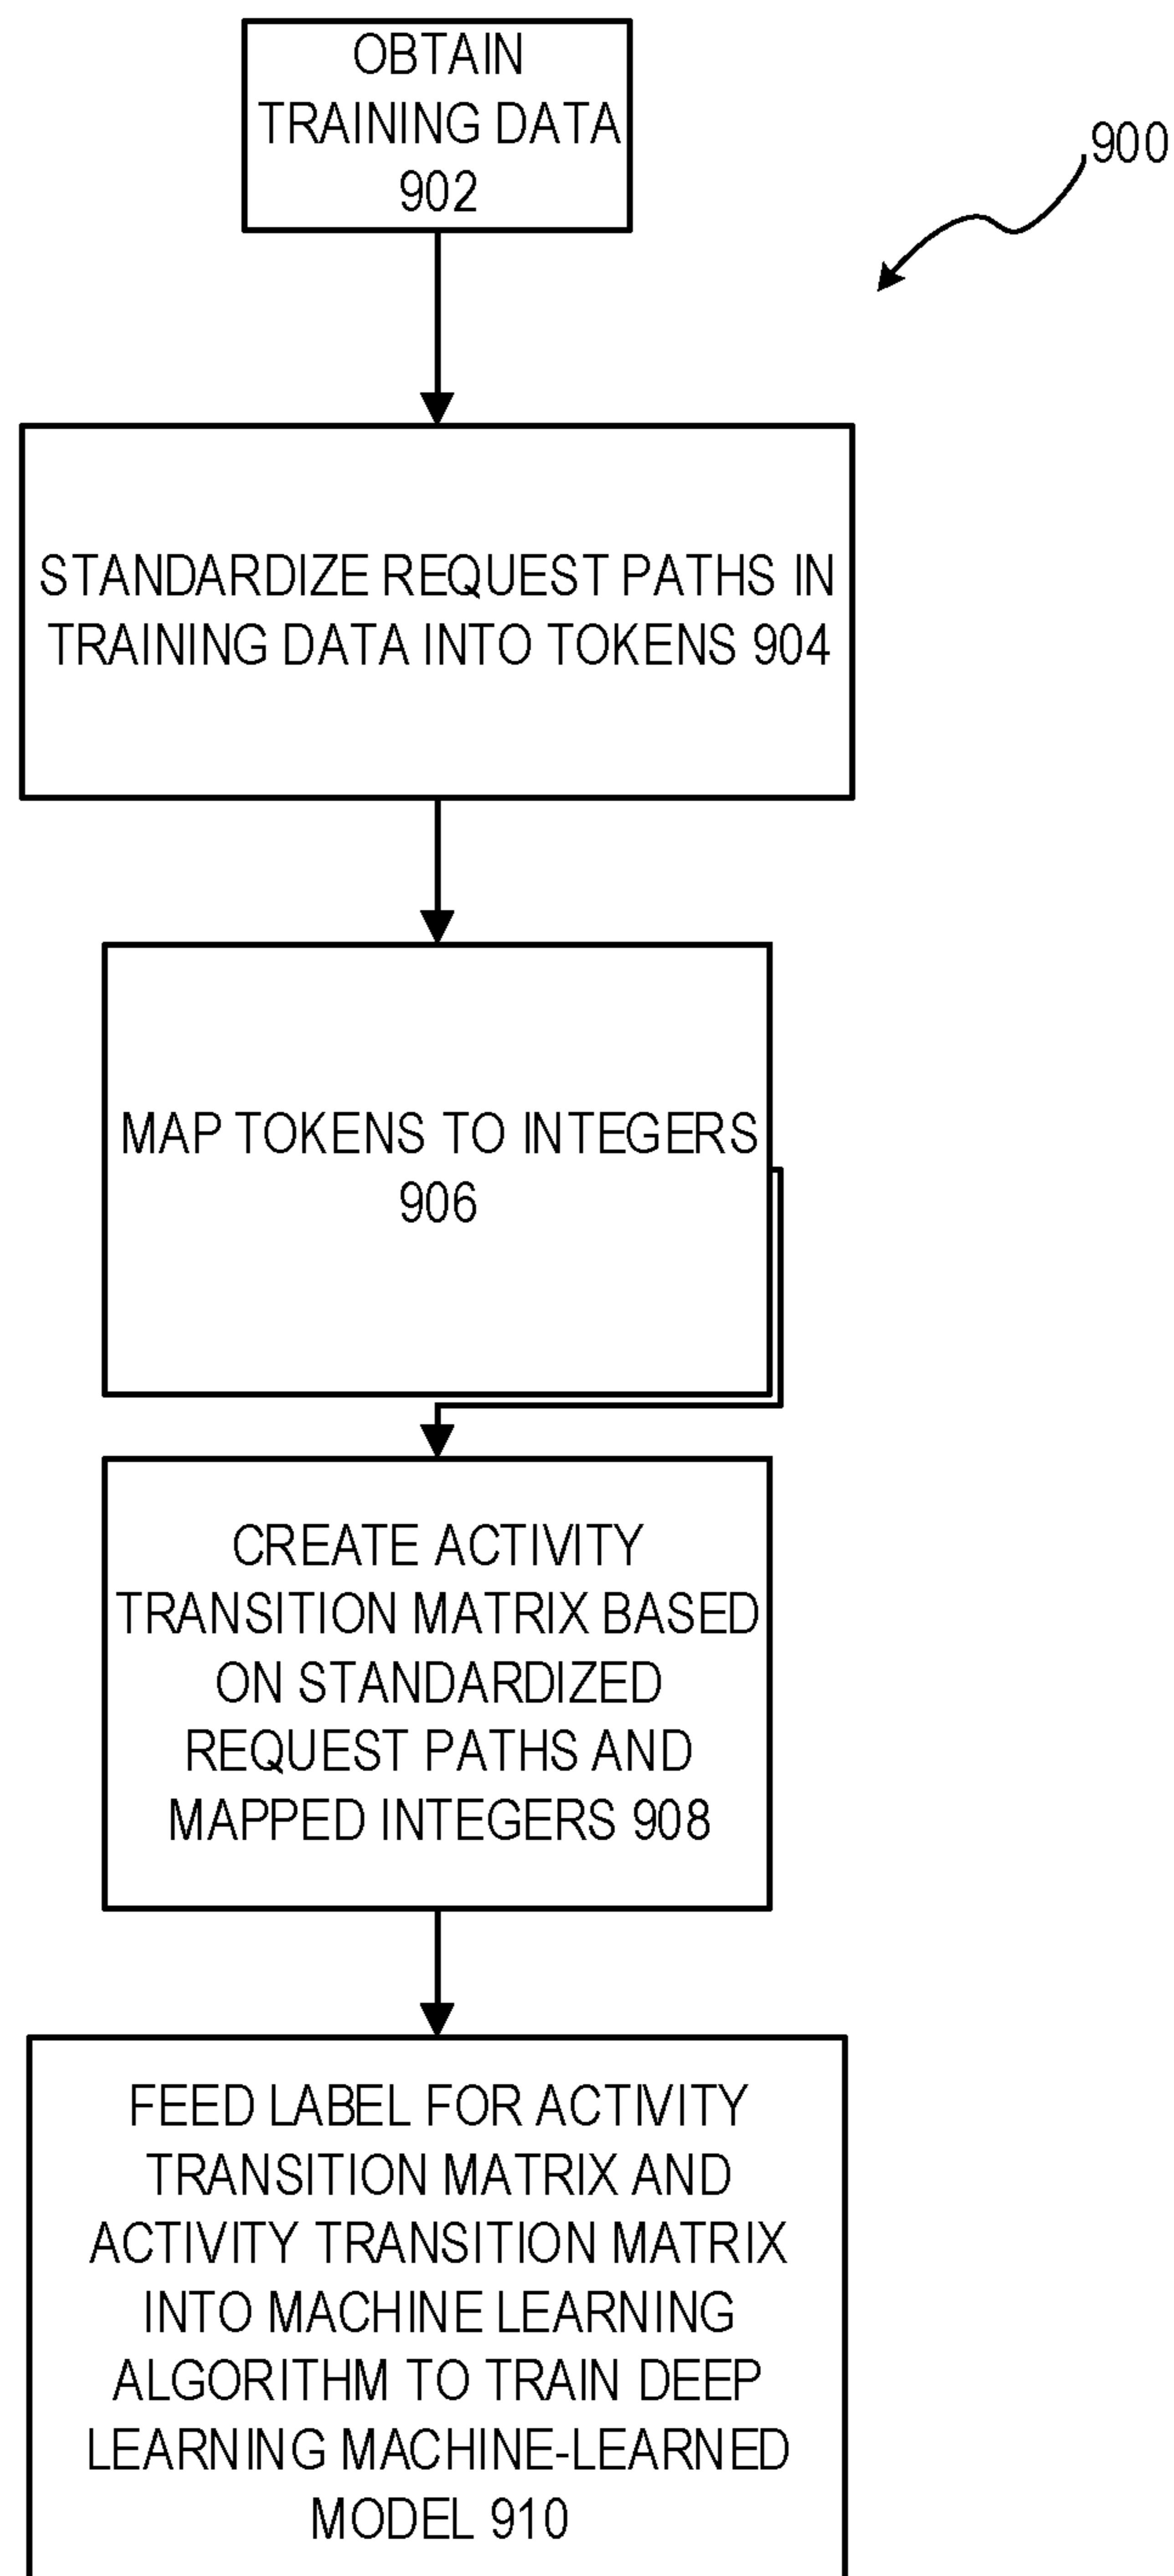 OBTAIN
TRAINING DATA
902
900
STANDARDIZE REQUEST PATHS IN
TRAINING DATA INTO TOKENS 904
MAP TOKENS TO INTEGERS
906
CREATE ACTIVITY
TRANSITION MATRIX BASED
ON STANDARDIZED
REQUEST PATHS AND
MAPPED INTEGERS 908
FEED LABEL FOR ACTIVITY
TRANSITION MATRIX AND
ACTIVITY TRANSITION MATRIX
INTO MACHINE LEARNING
ALGORITHM TO TRAIN DEEP
LEARNING MACHINE-LEARNED
MODEL 910